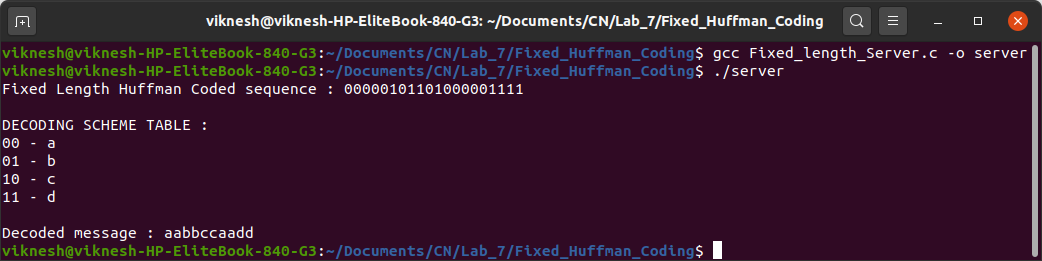 viknesh@viknesh-HP-EliteBook-840-G3: ~/Documents/CN/Lab_7/Fixed_Huffman_Coding
viknesh@viknesh-HP-EliteBook-840-G3:~/Documents/CN/Lab_7/Fixed_Huffman_Coding$ gcc Fixed_length_Server.c -o server
viknesh@viknesh-HP-EliteBook-840-G3:~/Documents/CN/Lab_7/Fixed_Huffman_Coding$ ./server
Fixed Length Huffman Coded sequence : 00000101101000001111
DECODING SCHEME TABLE :
00 - a
01 - b
10 - c
11 - d
Decoded message : aabbccaadd
viknesh@viknesh-HP-EliteBook-840-G3:~/Documents/CN/Lab_7/Fixed_Huffman_Coding$